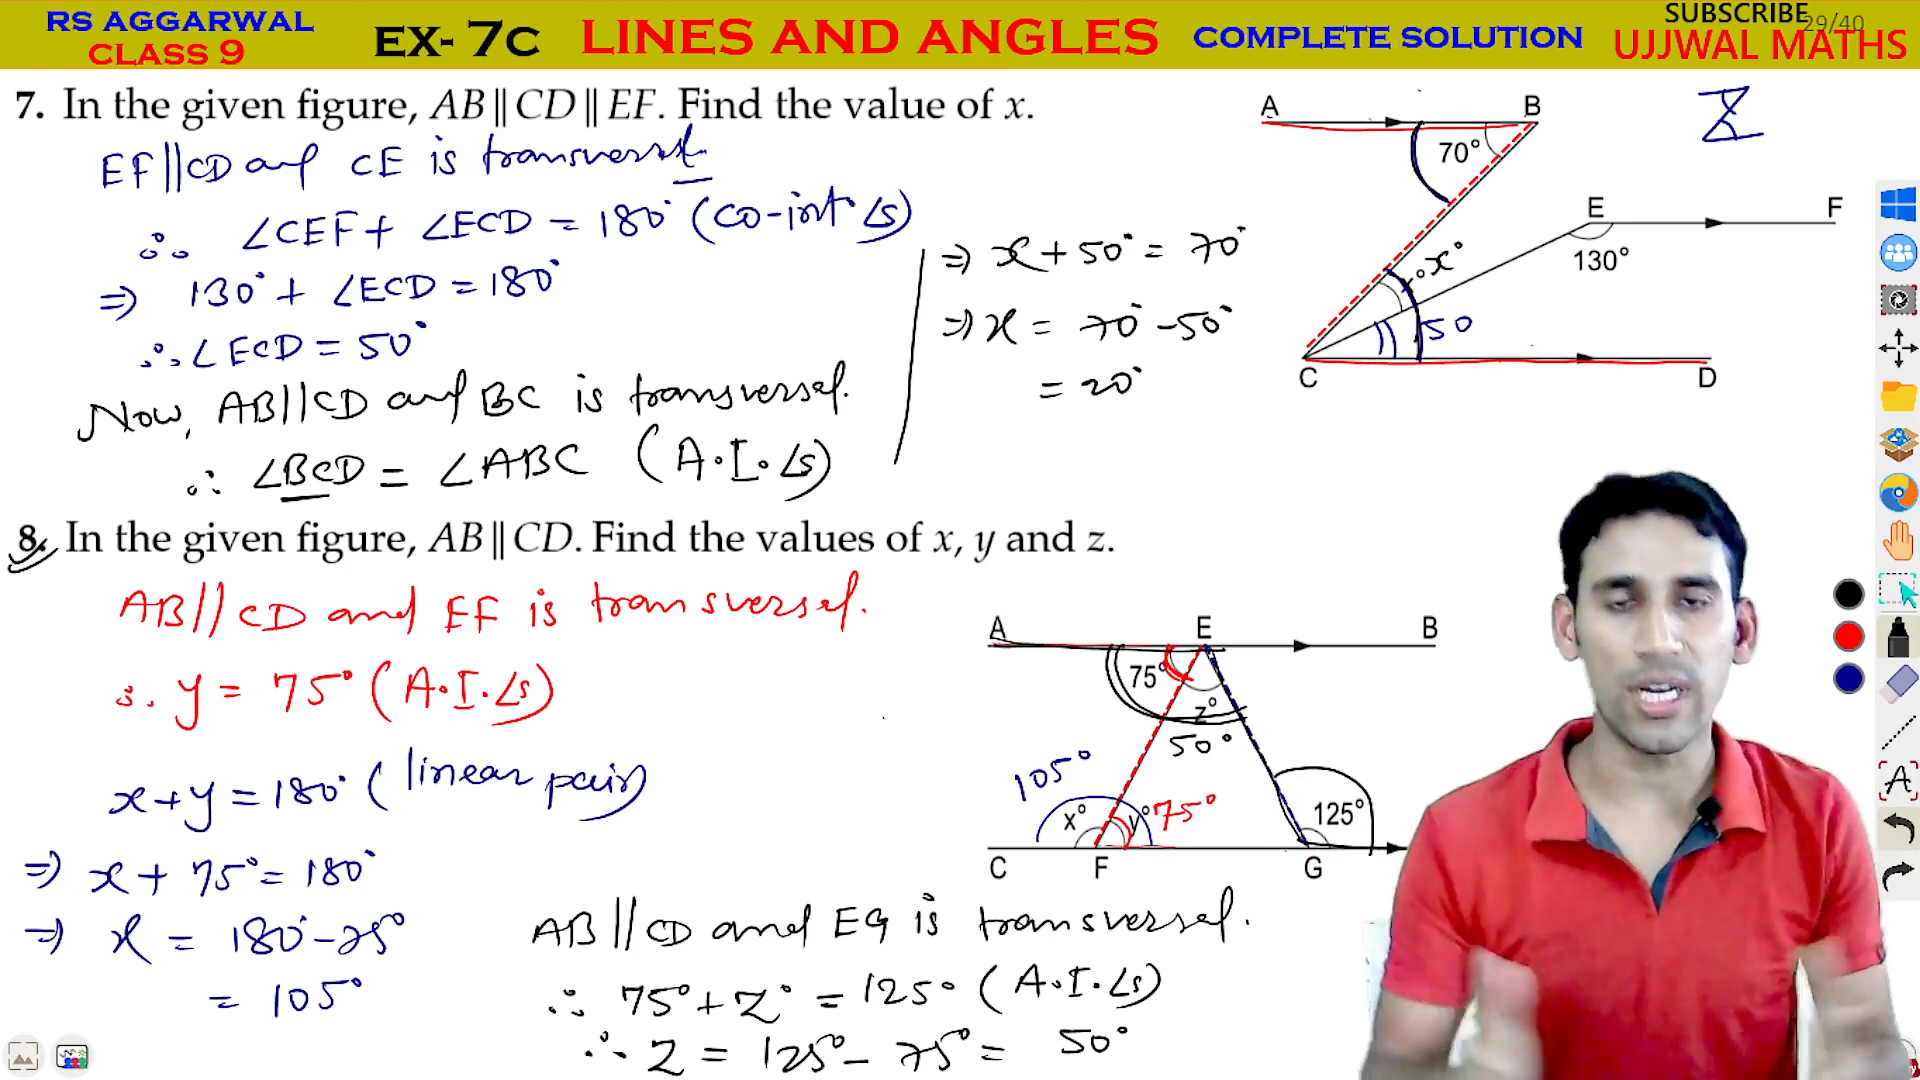 RS AGGARWAL
CLASS 9
EX- 7C
LINES AND ANGLES
COMPLETE SOLUTION
SUBSCRIBE
29/40
UJJWAL MATHS
7. In the given figure, AB || CD || EF. Find the value of x.
EF||CD and CE is transversal
∴ ∠CEF + ∠ECD = 180° (co-int. ∠s)
⇒ 130° + ∠ECD = 180°
∴ ∠ECD = 50°
Now, AB||CD and BC is transversal.
∴ ∠BCD = ∠ABC (A.I.∠s)
⇒ x + 50° = 70°
⇒ x = 70° - 50°
= 20°
A B
Z
70°
E F
130°
x° x°
50
C D
8. In the given figure, AB || CD. Find the values of x, y and z.
AB||CD and EF is transversal.
∴ y = 75° (A.I.∠s)
x + y = 180° (linear pair)
⇒ x + 75° = 180°
⇒ x = 180° - 75°
= 105°
A E B
75°
z°
50°
105°
x° y° 75° 125°
C F G
AB||CD and EG is transversal.
∴ 75° + z° = 125° (A.I.∠s)
∴ z = 125° - 75° = 50°
A